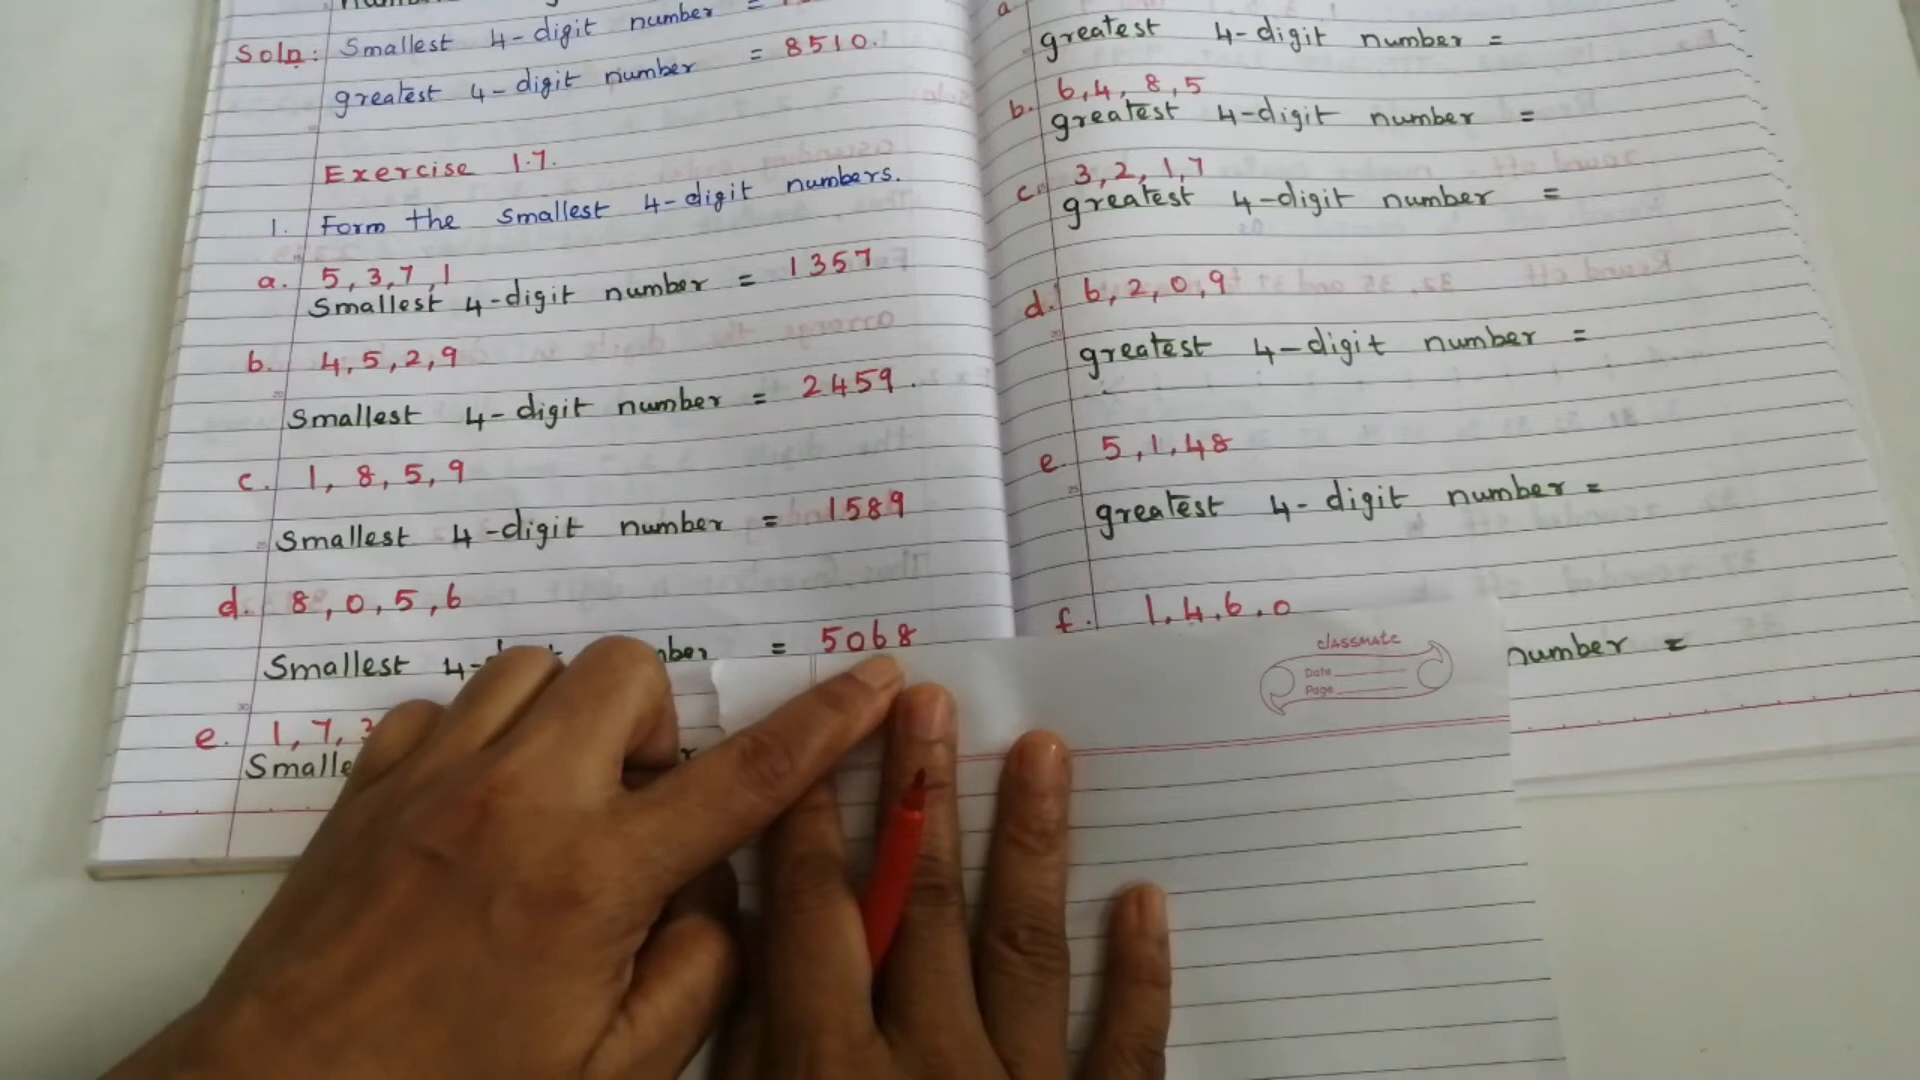 Soln: Smallest 4-digit number =
greatest 4-digit number = 8510.
Exercise 1.7.
1. Form the smallest 4-digit numbers.
a. 5, 3, 7, 1
Smallest 4-digit number = 1357
b. 4, 5, 2, 9
Smallest 4-digit number = 2459.
c. 1, 8, 5, 9
Smallest 4-digit number = 1589
d. 8, 0, 5, 6
Smallest 4- = 5068
e. 1, 7, 3
a.
greatest 4-digit number =
b. 6, 4, 8, 5
greatest 4-digit number =
c. 3, 2, 1, 7
greatest 4-digit number =
d. 6, 2, 0, 9
greatest 4-digit number =
e. 5, 1, 48
greatest 4-digit number =
f. 1, 4, 6, 0
number =
classmate
Date
Page